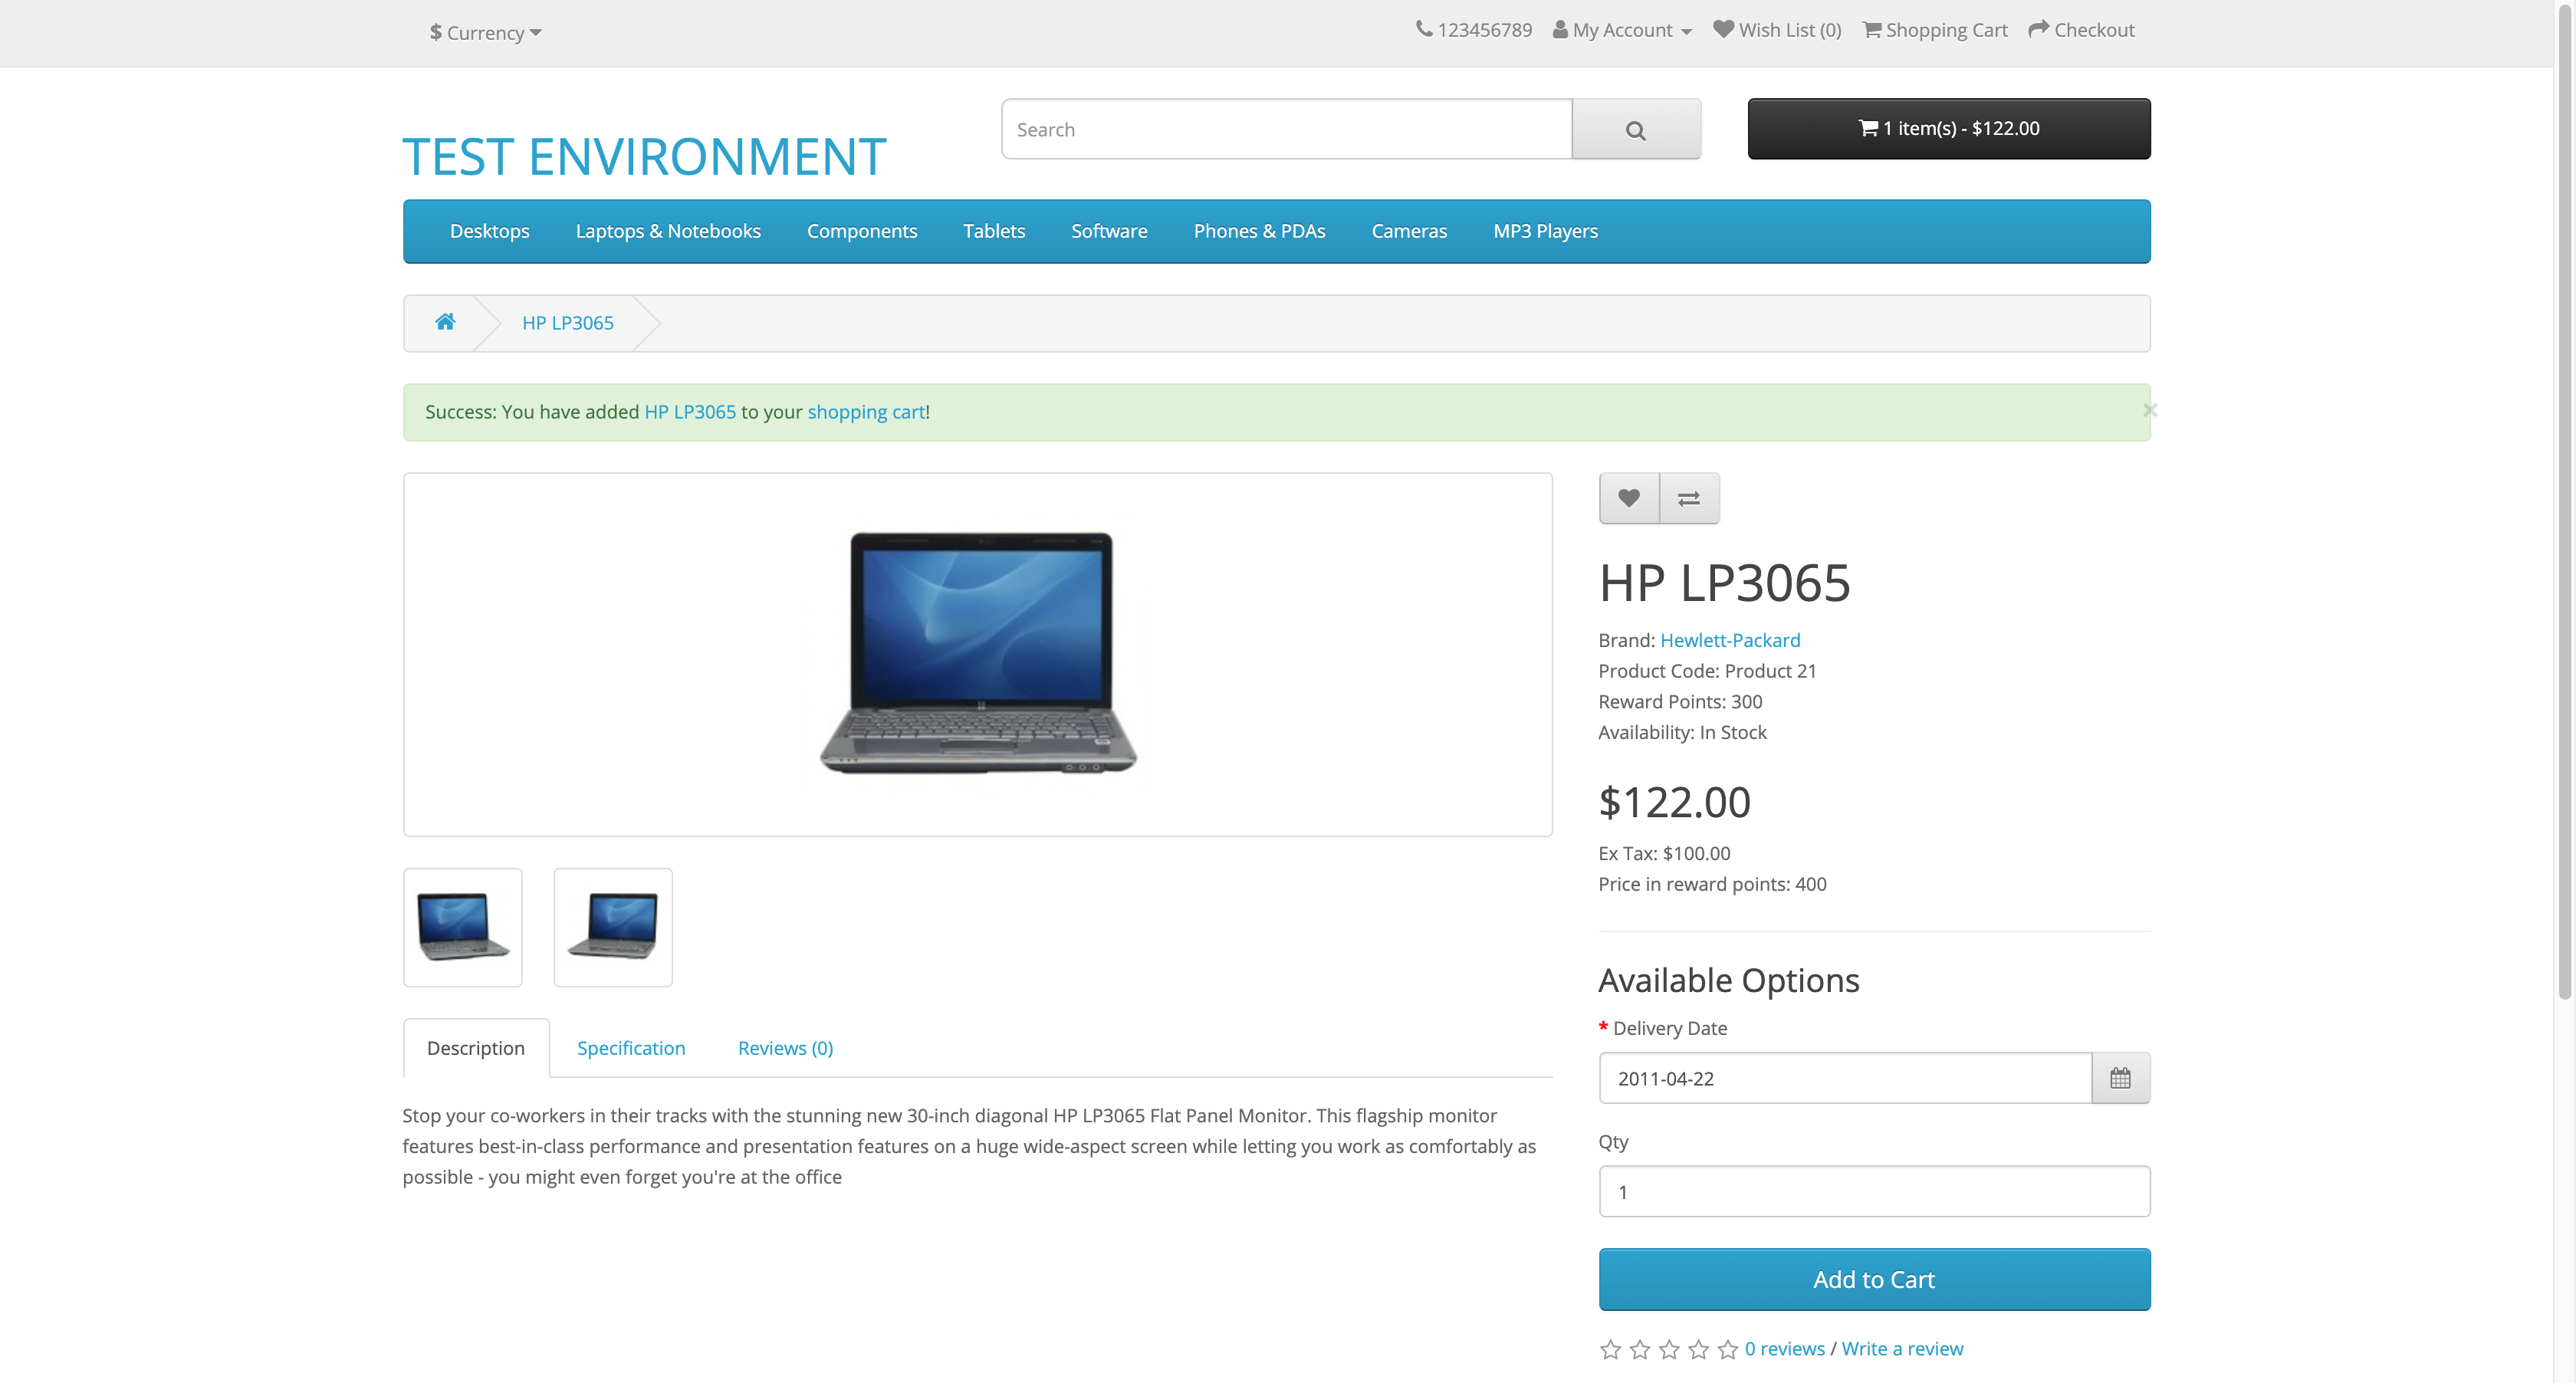 $ Currency
123456789 My Account Wish List (0) Shopping Cart Checkout
TEST ENVIRONMENT
Search
1 item(s) - $122.00
Desktops Laptops & Notebooks Components Tablets Software Phones & PDAs Cameras MP3 Players
HP LP3065
Success: You have added HP LP3065 to your shopping cart!
×
HP LP3065
Brand: Hewlett-Packard
Product Code: Product 21
Reward Points: 300
Availability: In Stock
$122.00
Ex Tax: $100.00
Price in reward points: 400
Available Options
* Delivery Date
2011-04-22
Qty
1
Add to Cart
0 reviews / Write a review
Description Specification Reviews (0)
Stop your co-workers in their tracks with the stunning new 30-inch diagonal HP LP3065 Flat Panel Monitor. This flagship monitor
features best-in-class performance and presentation features on a huge wide-aspect screen while letting you work as comfortably as
possible - you might even forget you're at the office